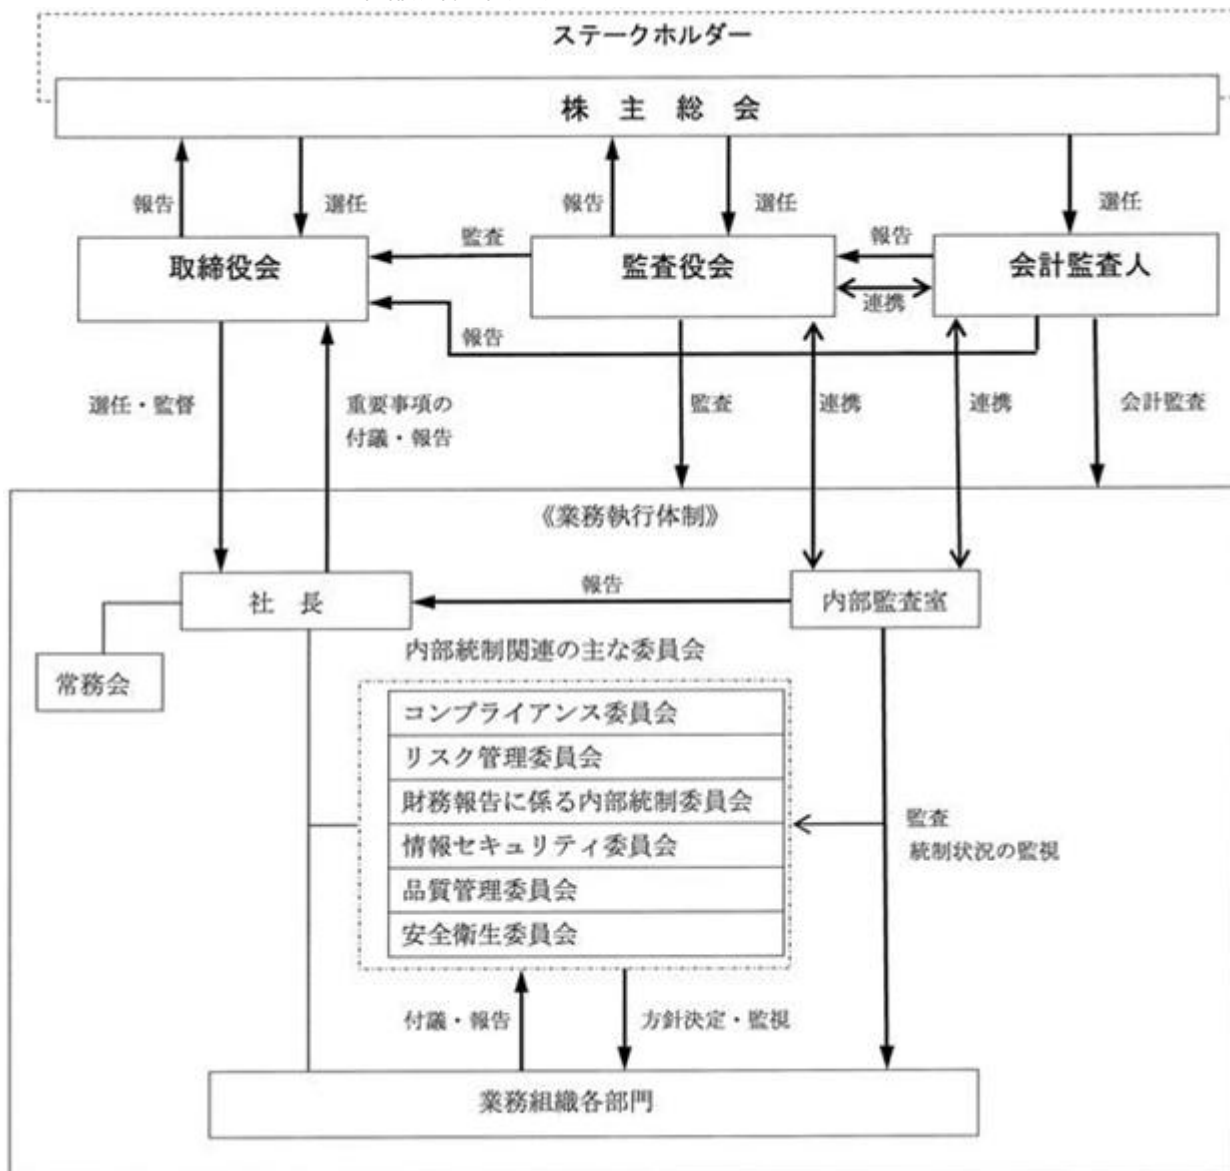 ステークホルダー
株主総会
報告
選任
報告
選任
選任
取締役会
監査
監査役会
報告
会計監査人
連携
報告
選任・監督
重要事項の
付議・報告
監査
連携
連携
会計監査
《業務執行体制》
社長
報告
内部監査室
常務会
内部統制関連の主な委員会
コンプライアンス委員会
リスク管理委員会
財務報告に係る内部統制委員会
情報セキュリティ委員会
品質管理委員会
安全衛生委員会
監査
統制状況の監視
付議・報告
方針決定・監視
業務組織各部門